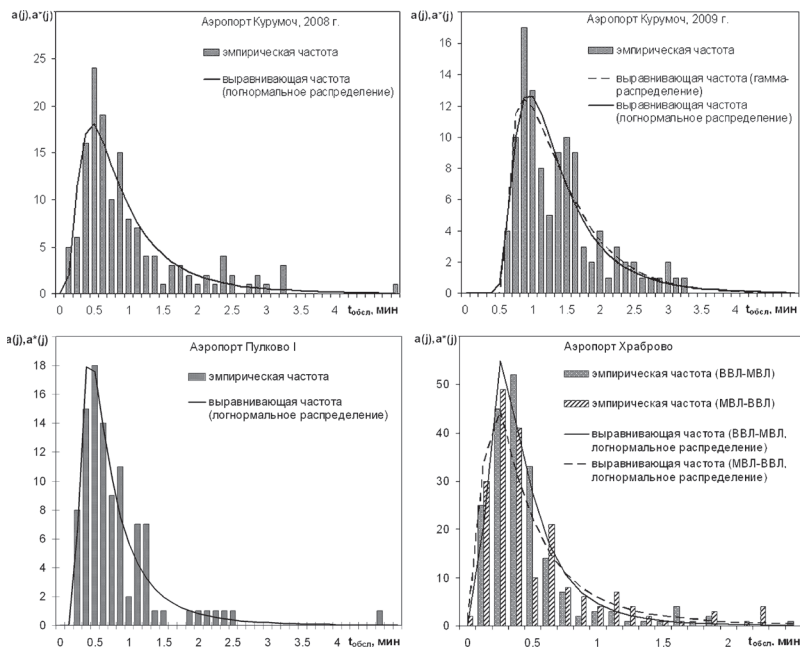 a(j),a*(j)
Аэропорт Курумоч, 2008 г.
эмпирическая частота
выравнивающая частота
(логнормальное распределение)
25
20
15
10
5
0
0 0.5 1 1.5 2 2.5 3 3.5 4 tобсл, мин
a(j),a*(j)
Аэропорт Курумоч, 2009 г.
эмпирическая частота
выравнивающая частота (гамма-
распределение)
выравнивающая частота
(логнормальное распределение)
16
14
12
10
8
6
4
2
0
0 0.5 1 1.5 2 2.5 3 3.5 4 tобсл, мин
a(j),a*(j)
Аэропорт Пулково I
эмпирическая частота
выравнивающая частота
(логнормальное распределение)
18
16
14
12
10
8
6
4
2
0
0 0.5 1 1.5 2 2.5 3 3.5 4 tобсл, мин
a(j),a*(j)
Аэропорт Храброво
эмпирическая частота (ВВЛ-МВЛ)
эмпирическая частота (МВЛ-ВВЛ)
выравнивающая частота (ВВЛ-МВЛ,
логнормальное распределение)
выравнивающая частота (МВЛ-ВВЛ,
логнормальное распределение)
50
40
30
20
10
0
0 0.5 1 1.5 2 tобсл, мин